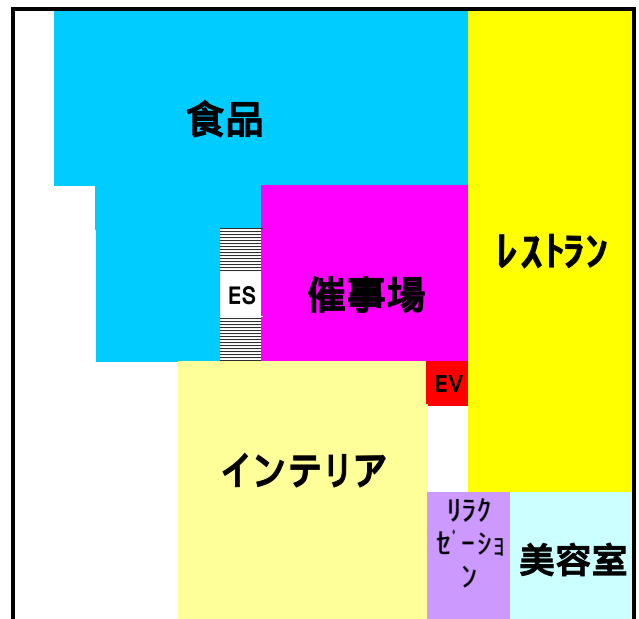 食品
レストラン
ES
催事場
EV
インテリア
ﾘﾗｸ
ｾﾞｰｼｮ
ﾝ
美容室